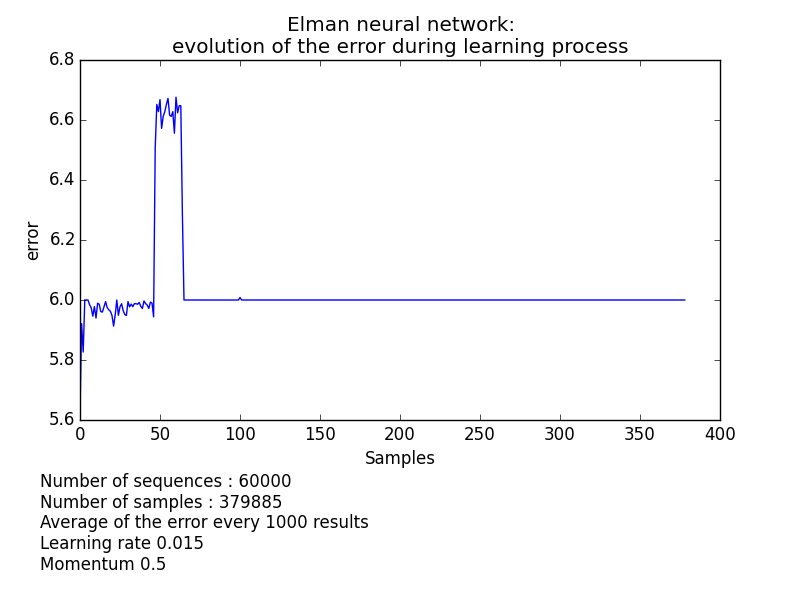 Elman neural network:
evolution of the error during learning process
6.8
6.6
6.4
6.2
6.0
5.8
5.6
error
0 50 100 150 200 250 300 350 400
Samples
Number of sequences : 60000
Number of samples : 379885
Average of the error every 1000 results
Learning rate 0.015
Momentum 0.5